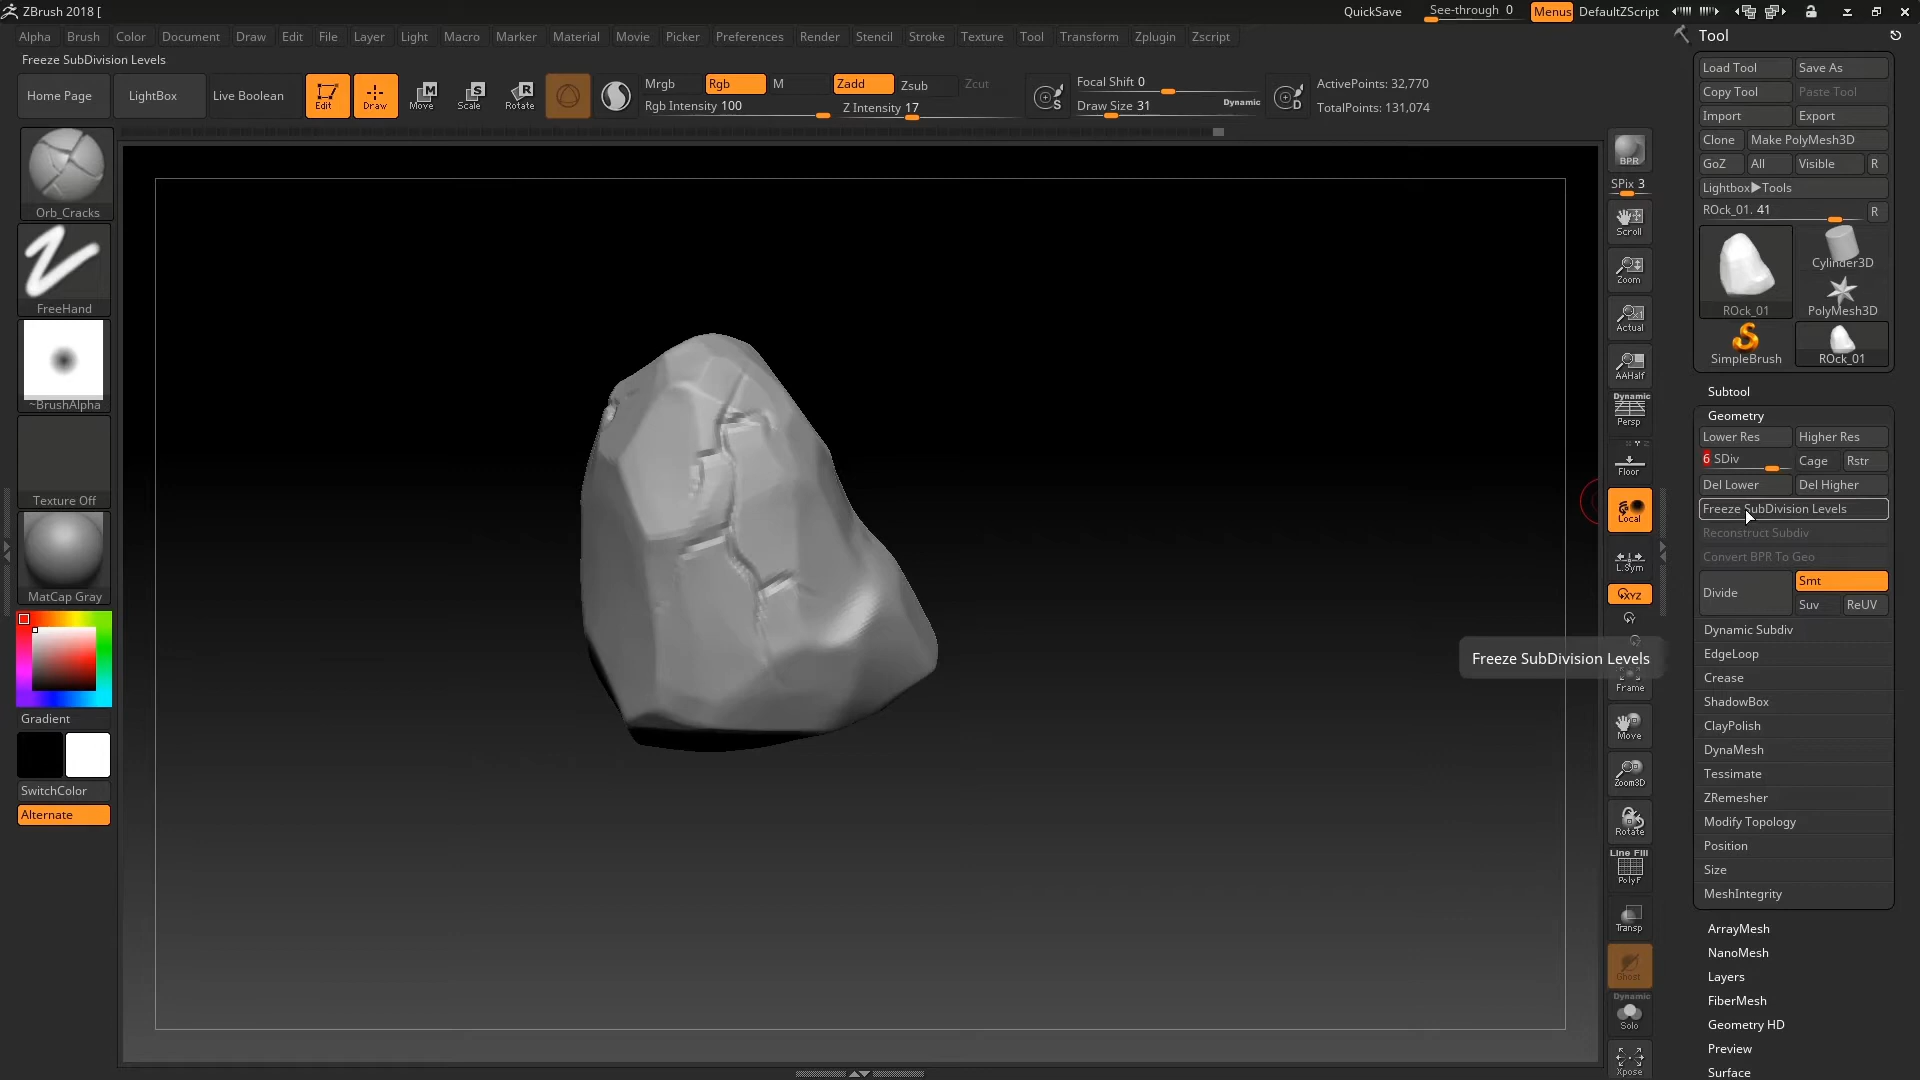 ZBrush 2018 [
QuickSave
See-through 0
Menus
DefaultZScript
Alpha Brush Color Document Draw Edit File Layer Light Macro Marker Material Movie Picker Preferences Render Stencil Stroke Texture Tool Transform Zplugin Zscript
Freeze SubDivision Levels
Home Page
LightBox
Live Boolean
Edit
Draw
Move
Scale
Rotate
Mrgb Rgb M
Rgb Intensity 100
Zadd Zsub Zcut
Z Intensity 17
S
Focal Shift 0
Draw Size 31
Dynamic
D
ActivePoints: 32,770
TotalPoints: 131,074
Orb_Cracks
FreeHand
~BrushAlpha
Texture Off
MatCap Gray
Gradient
SwitchColor
Alternate
BPR
SPix 3
Scroll
Zoom
Actual
AAHalf
Dynamic
Persp
Floor
Local
L.Sym
XYZ
Frame
Move
Zoom3D
Rotate
Line Fill
PolyF
Transp
Ghost
Dynamic
Solo
Xpose
Freeze SubDivision Levels
Tool
Load Tool Save As
Copy Tool Paste Tool
Import Export
Clone Make PolyMesh3D
GoZ All Visible R
Lightbox▶Tools
ROck_01. 41 R
ROck_01
Cylinder3D
PolyMesh3D
SimpleBrush
ROck_01
Subtool
Geometry
Lower Res Higher Res
6 SDiv Cage Rstr
Del Lower Del Higher
Freeze SubDivision Levels
Reconstruct Subdiv
Convert BPR To Geo
Divide
Smt
Suv ReUV
Dynamic Subdiv
EdgeLoop
Crease
ShadowBox
ClayPolish
DynaMesh
Tessimate
ZRemesher
Modify Topology
Position
Size
MeshIntegrity
ArrayMesh
NanoMesh
Layers
FiberMesh
Geometry HD
Preview
Surface